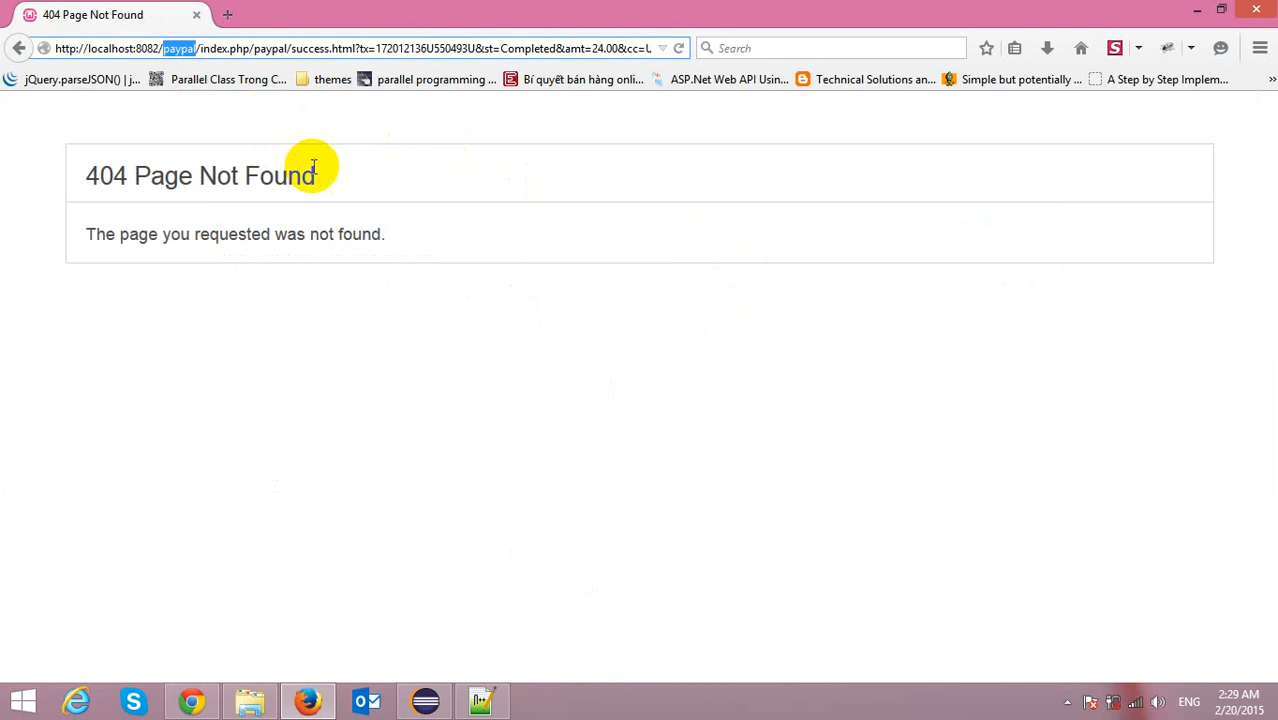 404 Page Not Found
http://localhost:8082/paypal/index.php/paypal/success.html?tx=172012136U550493U&st=Completed&amt=24.00&cc=U
Search
jQuery.parseJSON() | j...
Parallel Class Trong C...
themes
parallel programming ...
Bí quyết bán hàng onlin...
ASP.Net Web API Usin...
Technical Solutions an...
Simple but potentially ...
A Step by Step Implem...
404 Page Not Found
The page you requested was not found.
ENG
2:29 AM
2/20/2015